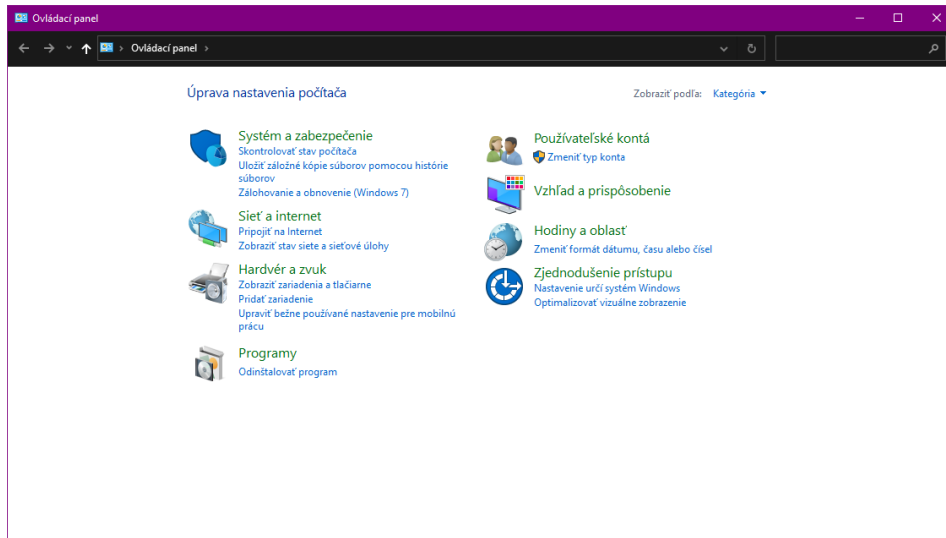 Ovládací panel
Ovládací panel
Úprava nastavenia počítača
Zobraziť podľa: Kategória
Systém a zabezpečenie
Skontrolovať stav počítača
Uložiť záložné kópie súborov pomocou histórie
súborov
Zálohovanie a obnovenie (Windows 7)
Sieť a internet
Pripojiť na Internet
Zobraziť stav siete a sieťové úlohy
Hardvér a zvuk
Zobraziť zariadenia a tlačiarne
Pridať zariadenie
Upraviť bežne používané nastavenie pre mobilnú
prácu
Programy
Odinštalovať program
Používateľské kontá
Zmeniť typ konta
Vzhľad a prispôsobenie
Hodiny a oblasť
Zmeniť formát dátumu, času alebo čísel
Zjednodušenie prístupu
Nastavenie určí systém Windows
Optimalizovať vizuálne zobrazenie